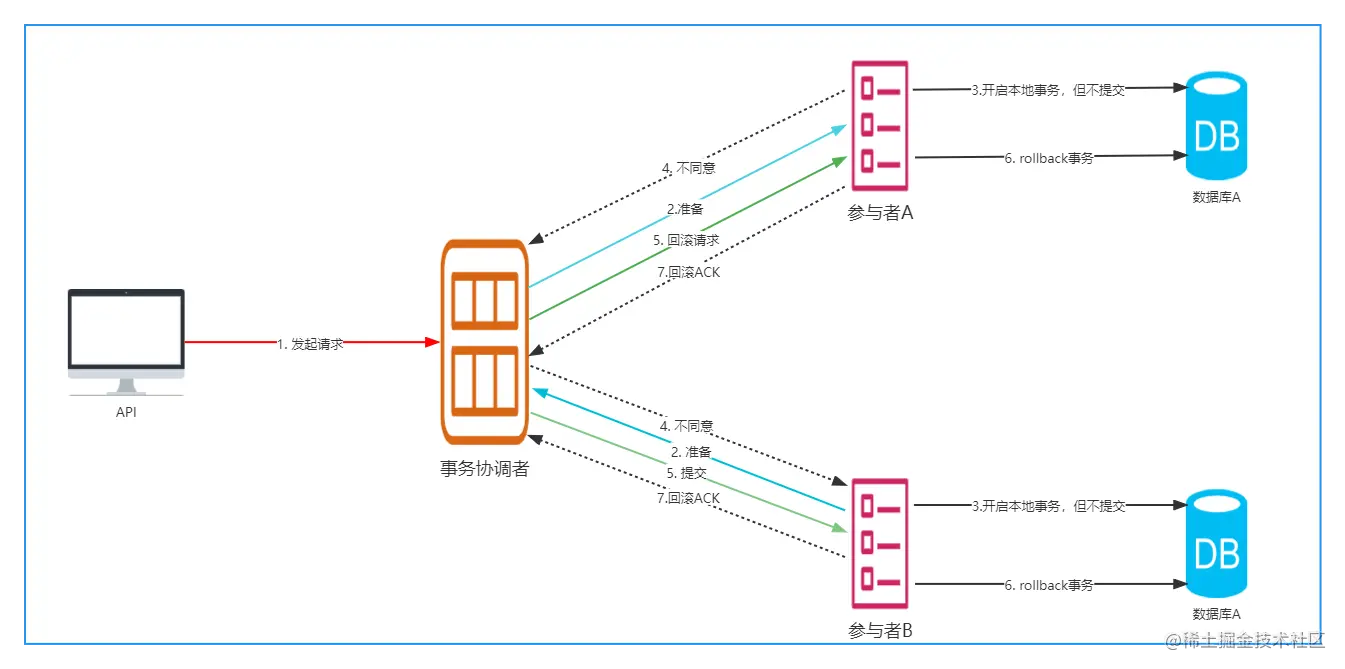 3.开启本地事务，但不提交
DB
4. 不同意
6. rollback事务
数据库A
2.准备
参与者A
5. 回滚请求
7.回滚ACK
1. 发起请求
API
4. 不同意
2. 准备
事务协调者
5. 提交
7.回滚ACK
3.开启本地事务，但不提交
DB
6. rollback事务
数据库A
参与者B
@稀土掘金技术社区